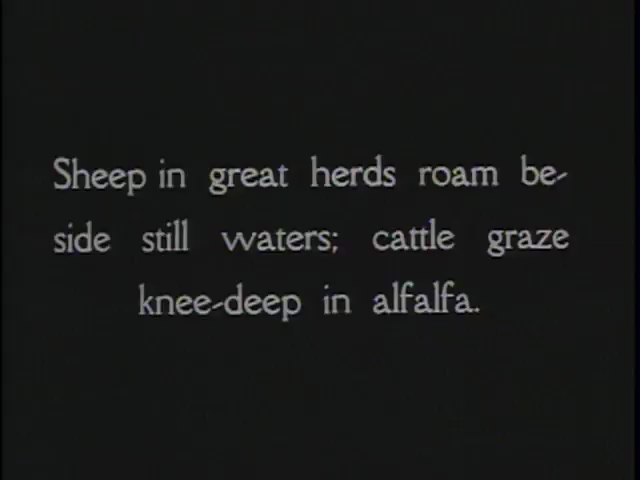 Sheep in great herds roam be-
side still waters; cattle graze
knee-deep in alfalfa.